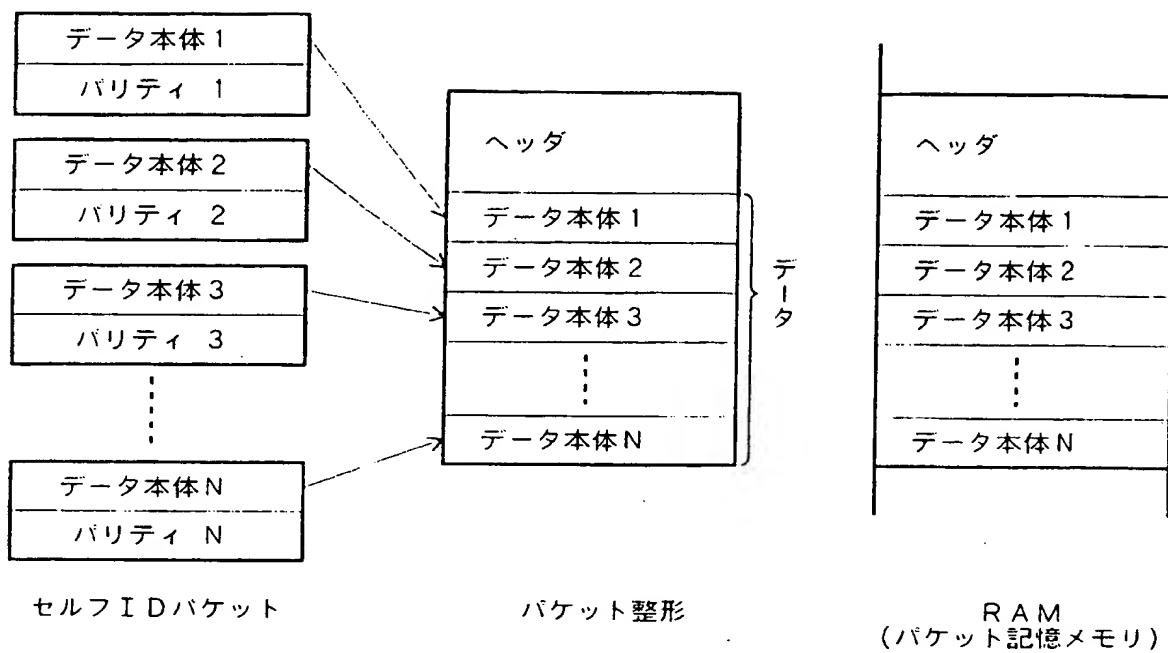 データ本体1
パリティ 1
データ本体2
パリティ 2
データ本体3
パリティ 3
データ本体N
パリティ N
セルフIDパケット
ヘッダ
データ本体1
データ本体2
データ本体3
データ本体N
データ
パケット整形
ヘッダ
データ本体1
データ本体2
データ本体3
データ本体N
RAM
(パケット記憶メモリ)